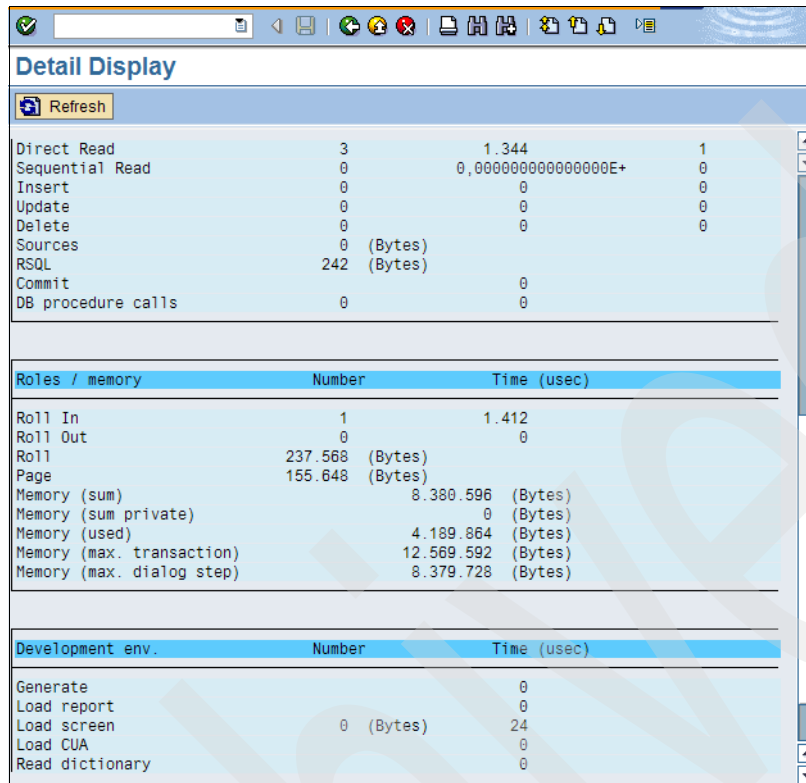 Detail Display
Refresh
Direct Read 3 1.344 1
Sequential Read 0 0,000000000000000E+ 0
Insert 0 0 0
Update 0 0 0
Delete 0 0 0
Sources 0 (Bytes)
RSQL 242 (Bytes)
Commit 0
DB procedure calls 0 0
Roles / memory Number Time (usec)
Roll In 1 1.412
Roll Out 0 0
Roll 237.568 (Bytes)
Page 155.648 (Bytes)
Memory (sum) 8.380.596 (Bytes)
Memory (sum private) 0 (Bytes)
Memory (used) 4.189.864 (Bytes)
Memory (max. transaction) 12.569.592 (Bytes)
Memory (max. dialog step) 8.379.728 (Bytes)
Development env. Number Time (usec)
Generate 0
Load report 0
Load screen 0 (Bytes) 24
Load CUA 0
Read dictionary 0